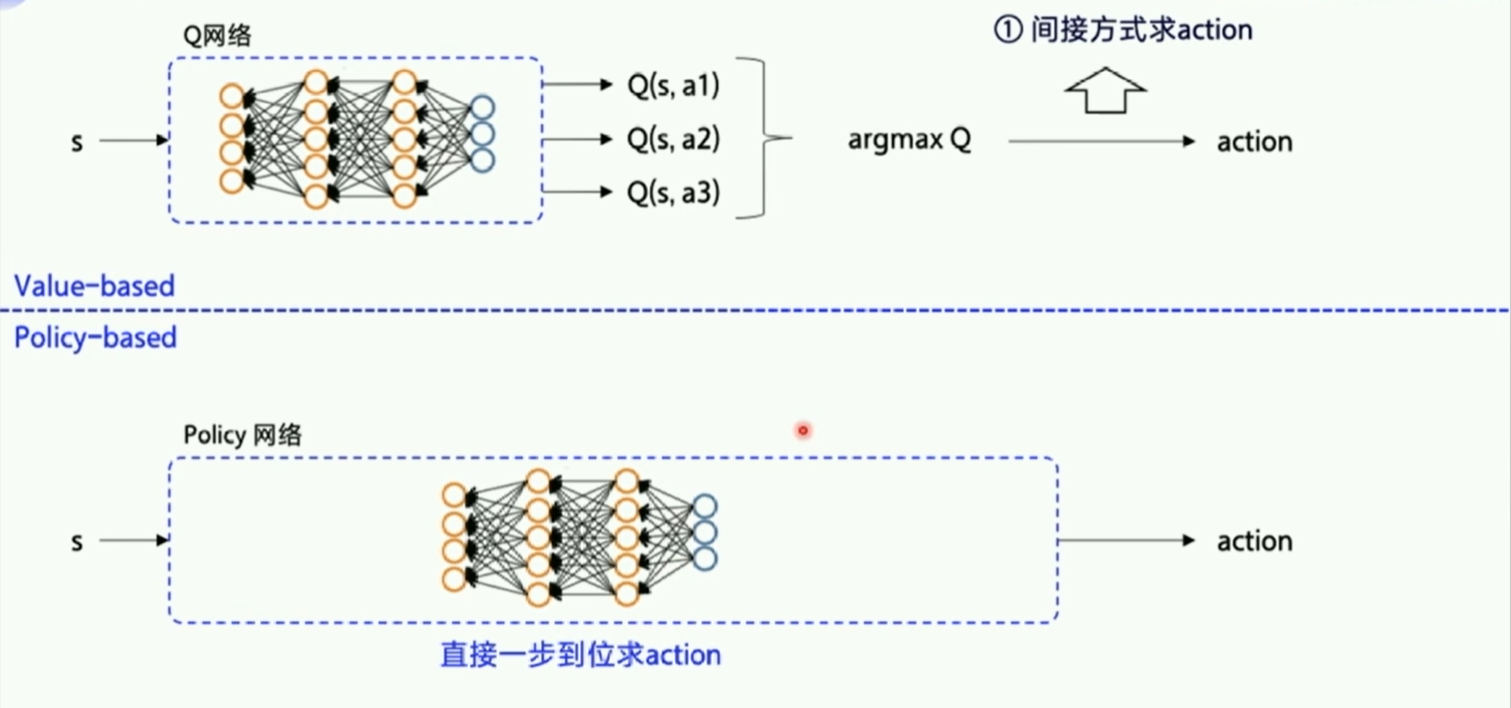 Q网络
① 间接方式求action
s
Q(s, a1)
Q(s, a2)
Q(s, a3)
argmax Q
action
Value-based
Policy-based
Policy 网络
s
action
直接一步到位求action